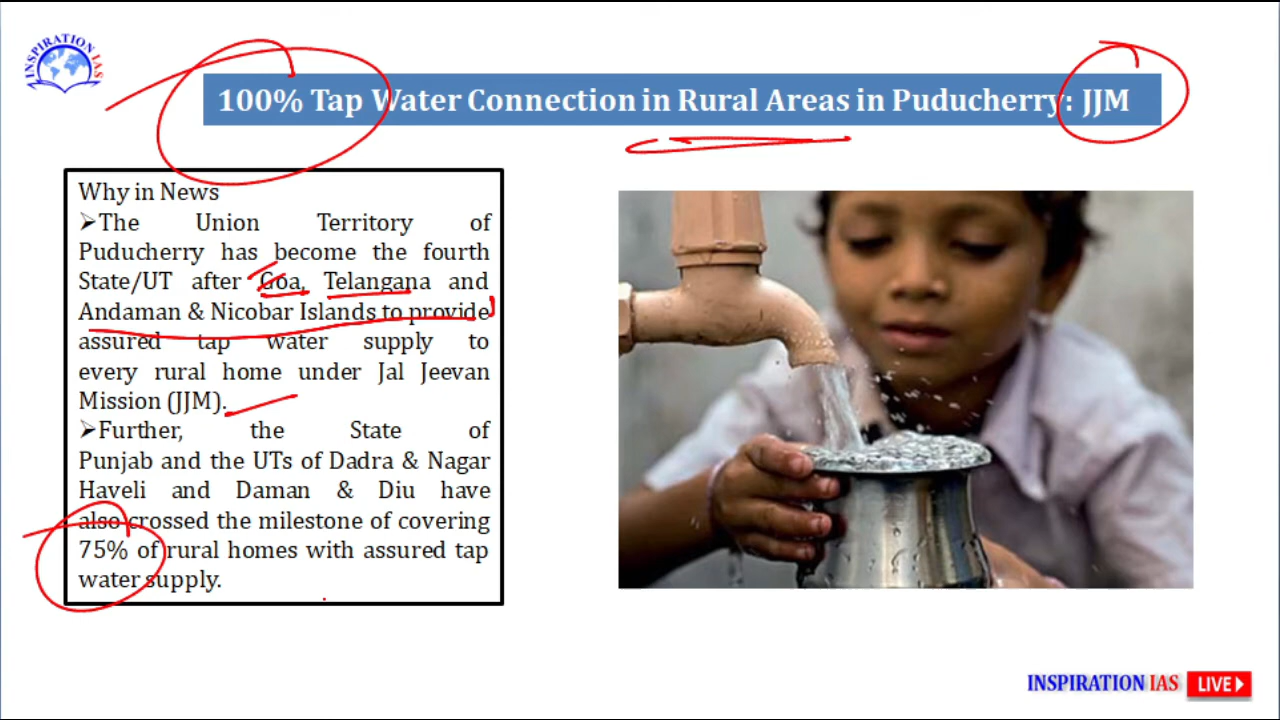 INSPIRATION IAS
100% Tap Water Connection in Rural Areas in Puducherry: JJM
Why in News
➢The Union Territory of
Puducherry has become the fourth
State/UT after Goa, Telangana and
Andaman & Nicobar Islands to provide
assured tap water supply to
every rural home under Jal Jeevan
Mission (JJM).
➢Further, the State of
Punjab and the UTs of Dadra & Nagar
Haveli and Daman & Diu have
also crossed the milestone of covering
75% of rural homes with assured tap
water supply.
INSPIRATION IAS LIVE